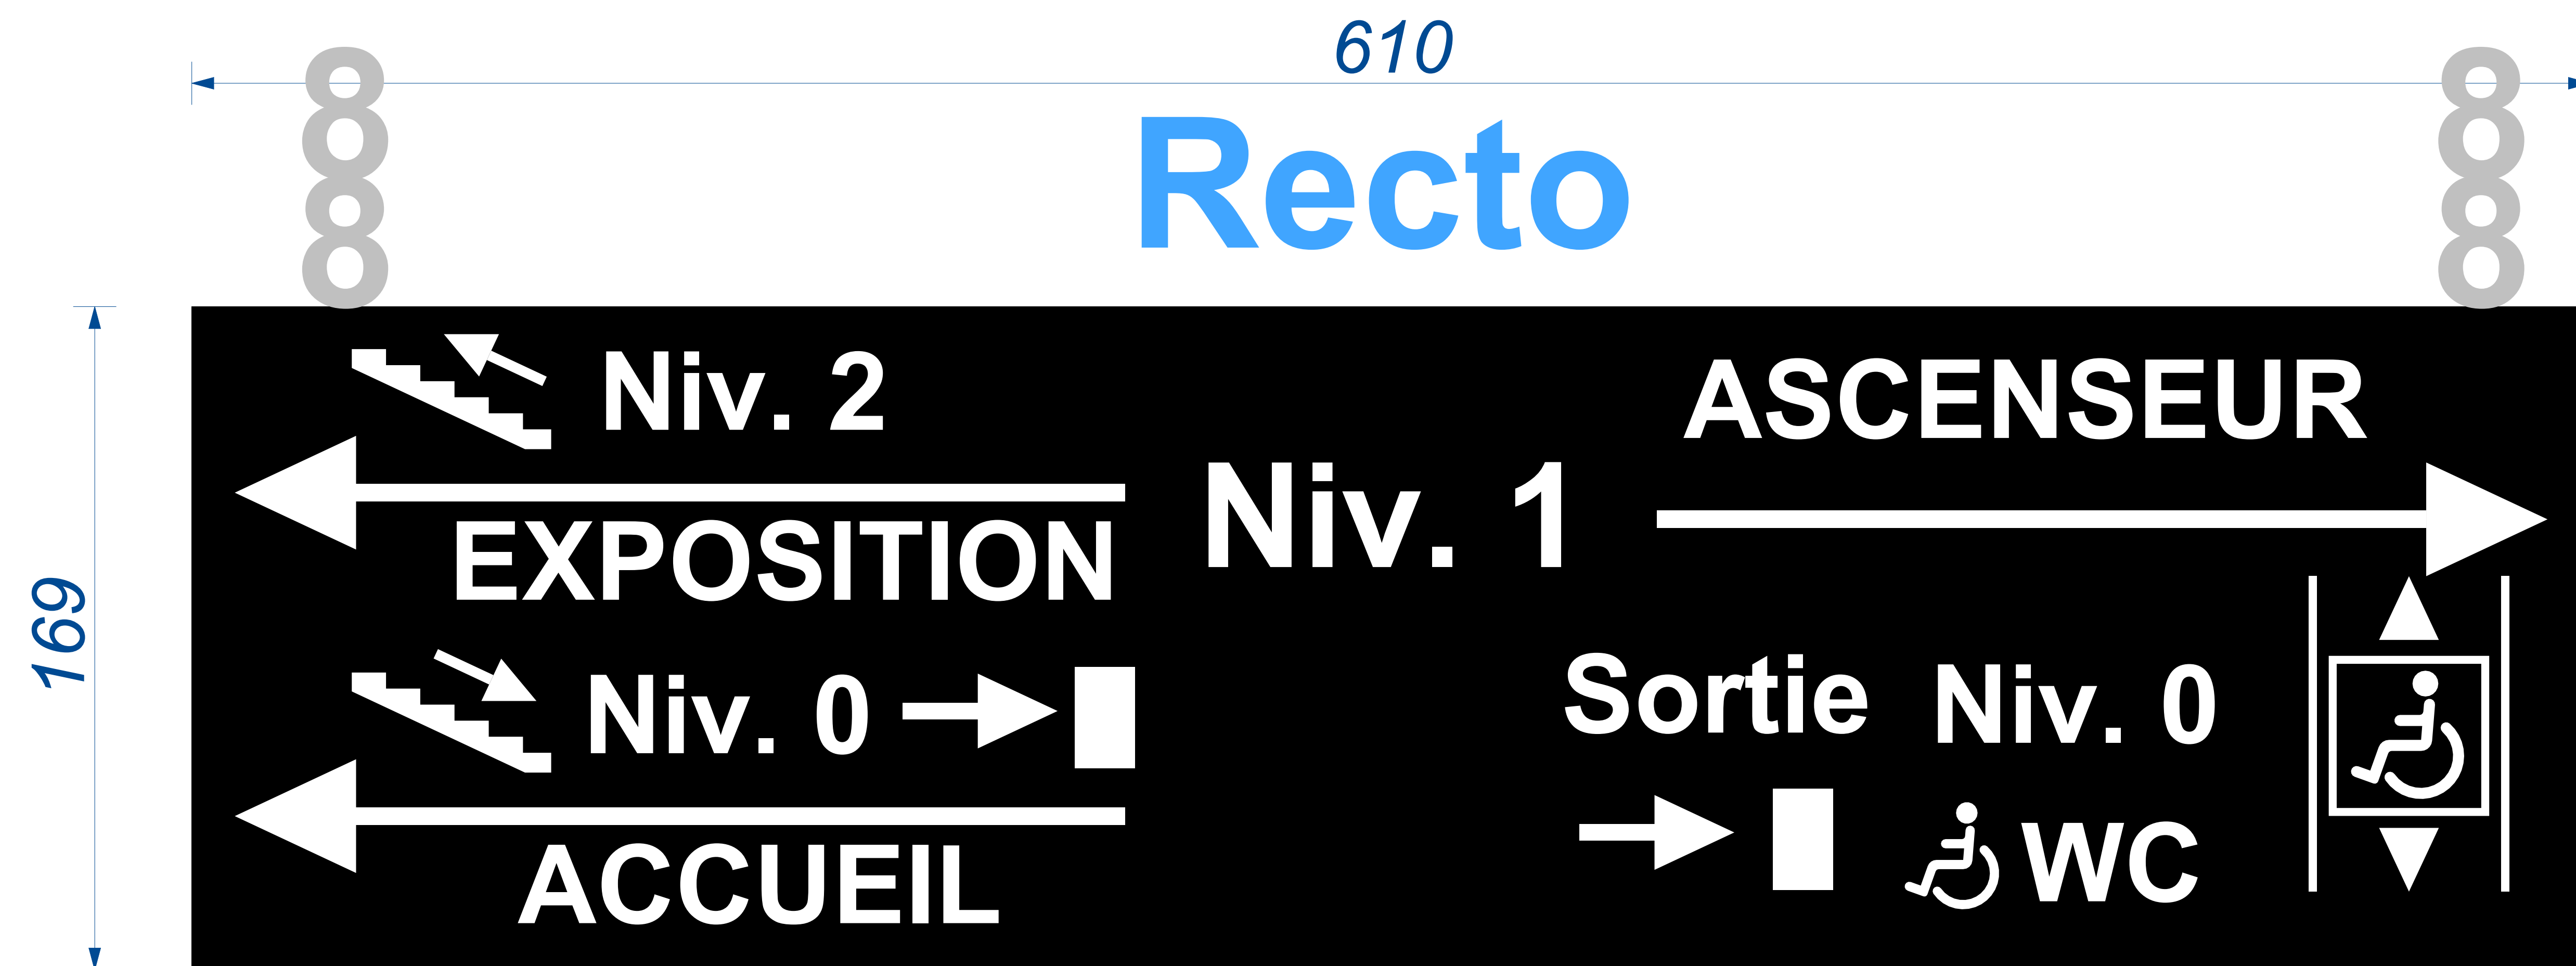 610
Recto
169
Niv. 2
EXPOSITION
Niv. 0
ACCUEIL
Niv. 1
ASCENSEUR
Sortie Niv. 0
WC